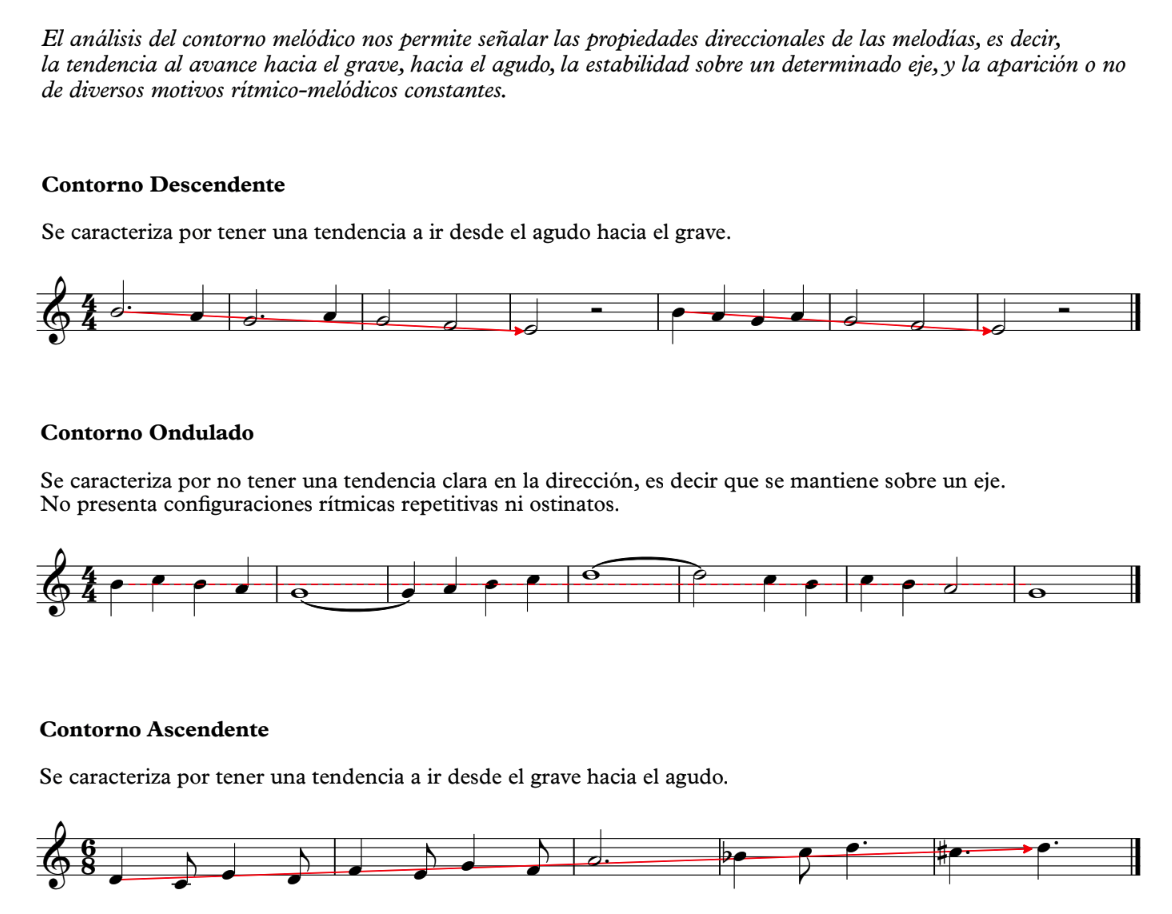 El análisis del contorno melódico nos permite señalar las propiedades direccionales de las melodías, es decir,
la tendencia al avance hacia el grave, hacia el agudo, la estabilidad sobre un determinado eje, y la aparición o no
de diversos motivos rítmico-melódicos constantes.
Contorno Descendente
Se caracteriza por tener una tendencia a ir desde el agudo hacia el grave.
4
4
Contorno Ondulado
Se caracteriza por no tener una tendencia clara en la dirección, es decir que se mantiene sobre un eje.
No presenta configuraciones rítmicas repetitivas ni ostinatos.
4
4
Contorno Ascendente
Se caracteriza por tener una tendencia a ir desde el grave hacia el agudo.
6
8